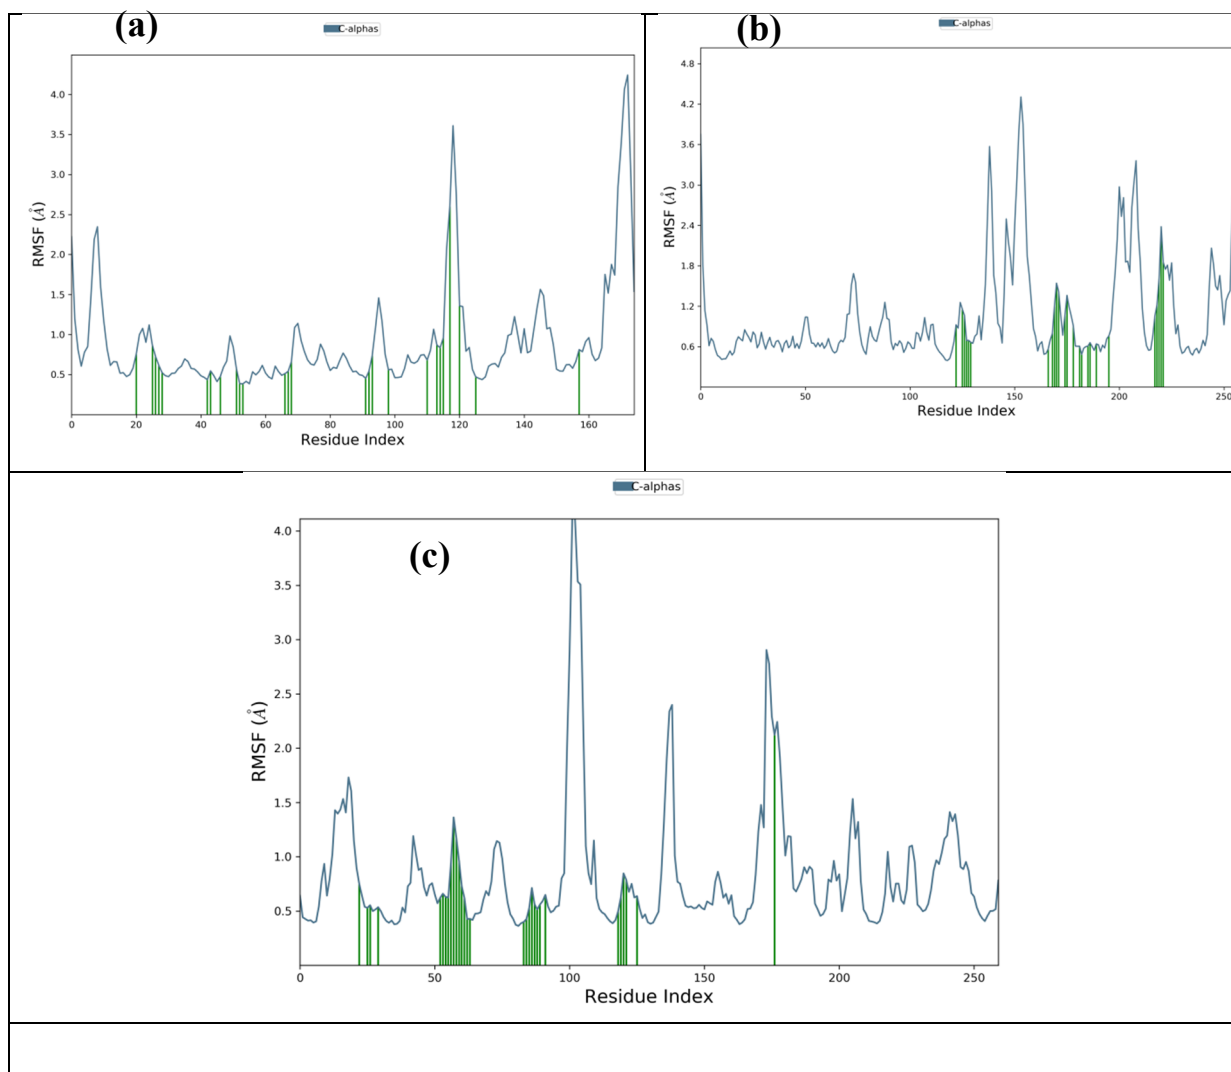 (a)
C-alphas
RMSF (Å)
4.0
3.5
3.0
2.5
2.0
1.5
1.0
0.5
0 20 40 60 80 100 120 140 160
Residue Index
(b)
C-alphas
RMSF (Å)
4.8
4.2
3.6
3.0
2.4
1.8
1.2
0.6
0 50 100 150 200 250
Residue Index
C-alphas
(c)
RMSF (Å)
4.0
3.5
3.0
2.5
2.0
1.5
1.0
0.5
0 50 100 150 200 250
Residue Index